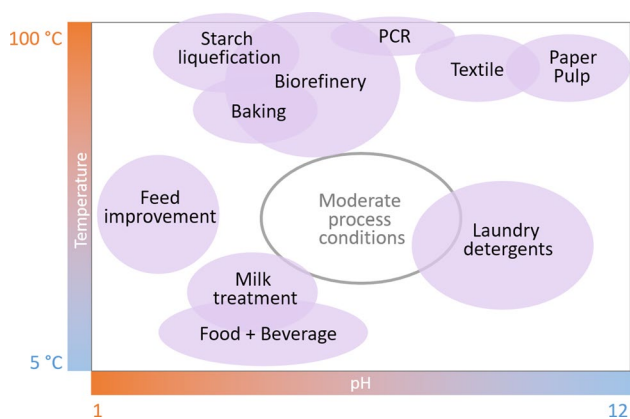 100 °C
Starch
liquefication
PCR
Biorefinery
Textile
Paper
Pulp
Baking
Temperature
Feed
improvement
Moderate
process
conditions
Laundry
detergents
Milk
treatment
Food + Beverage
5 °C
pH
1
12